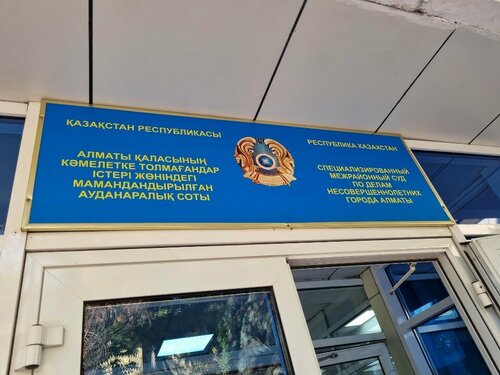 ҚАЗАҚСТАН РЕСПУБЛИКАСЫ
АЛМАТЫ ҚАЛАСЫНЫҢ
КӘМЕЛЕТКЕ ТОЛМАҒАНДАР
ІСТЕРІ ЖӨНІНДЕГІ
МАМАНДАНДЫРЫЛҒАН
АУДАНАРАЛЫҚ СОТЫ
РЕСПУБЛИКА КАЗАХСТАН
СПЕЦИАЛИЗИРОВАННЫЙ
МЕЖРАЙОННЫЙ СУД
ПО ДЕЛАМ
НЕСОВЕРШЕННОЛЕТНИХ
ГОРОДА АЛМАТЫ